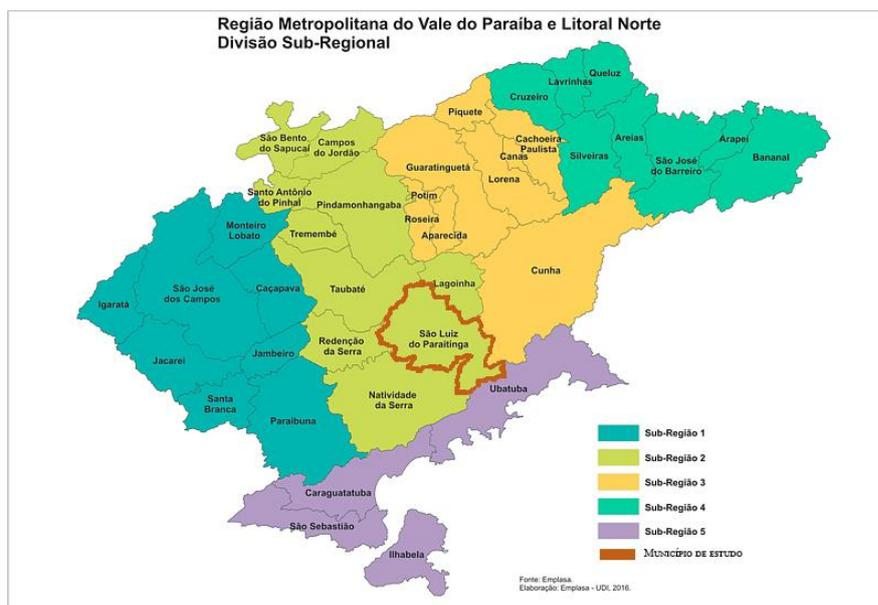 Região Metropolitana do Vale do Paraíba e Litoral Norte
Divisão Sub-Regional
Queluz
Lavrinhas
Cruzeiro
Piquete
São Bento
do Sapucaí
Campos
do Jordão
Cachoeira
Paulista
Canas
Areias
Arapeí
Silveiras
São José
do Barreiro
Bananal
Guaratinguetá
Lorena
Santo Antônio
do Pinhal
Pindamonhangaba
Potim
Roseira
Aparecida
Monteiro
Lobato
Tremembé
Cunha
São José
dos Campos
Caçapava
Taubaté
Lagoinha
Igaratá
São Luiz
do Paraitinga
Redenção
da Serra
Jacareí
Jambeiro
Ubatuba
Natividade
da Serra
Santa
Branca
Paraibuna
Caraguatatuba
São Sebastião
Ilhabela
Sub-Região 1
Sub-Região 2
Sub-Região 3
Sub-Região 4
Sub-Região 5
Município de estudo
Fonte: Emplasa.
Elaboração: Emplasa - UDI, 2016.